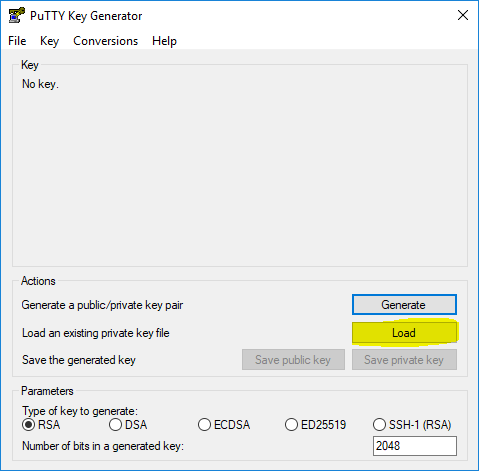 PuTTY Key Generator
File Key Conversions Help
Key
No key.
Actions
Generate a public/private key pair Generate
Load an existing private key file Load
Save the generated key Save public key Save private key
Parameters
Type of key to generate:
RSA DSA ECDSA ED25519 SSH-1 (RSA)
Number of bits in a generated key: 2048